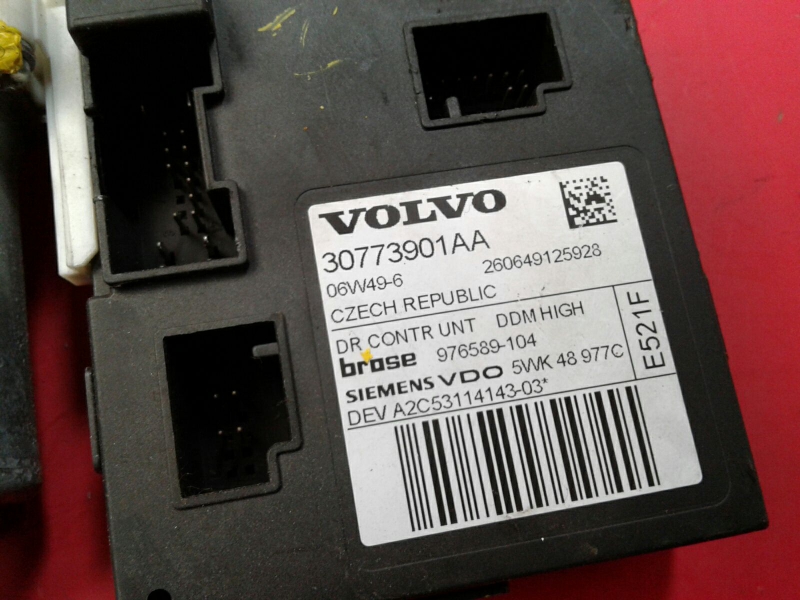 VOLVO
30773901AA
06W49-6 260649125928
CZECH REPUBLIC
DR CONTR UNT DDM HIGH
brose 976589-104
SIEMENS VDO 5WK 48 977C
DEV A2C53114143-03*
E521F